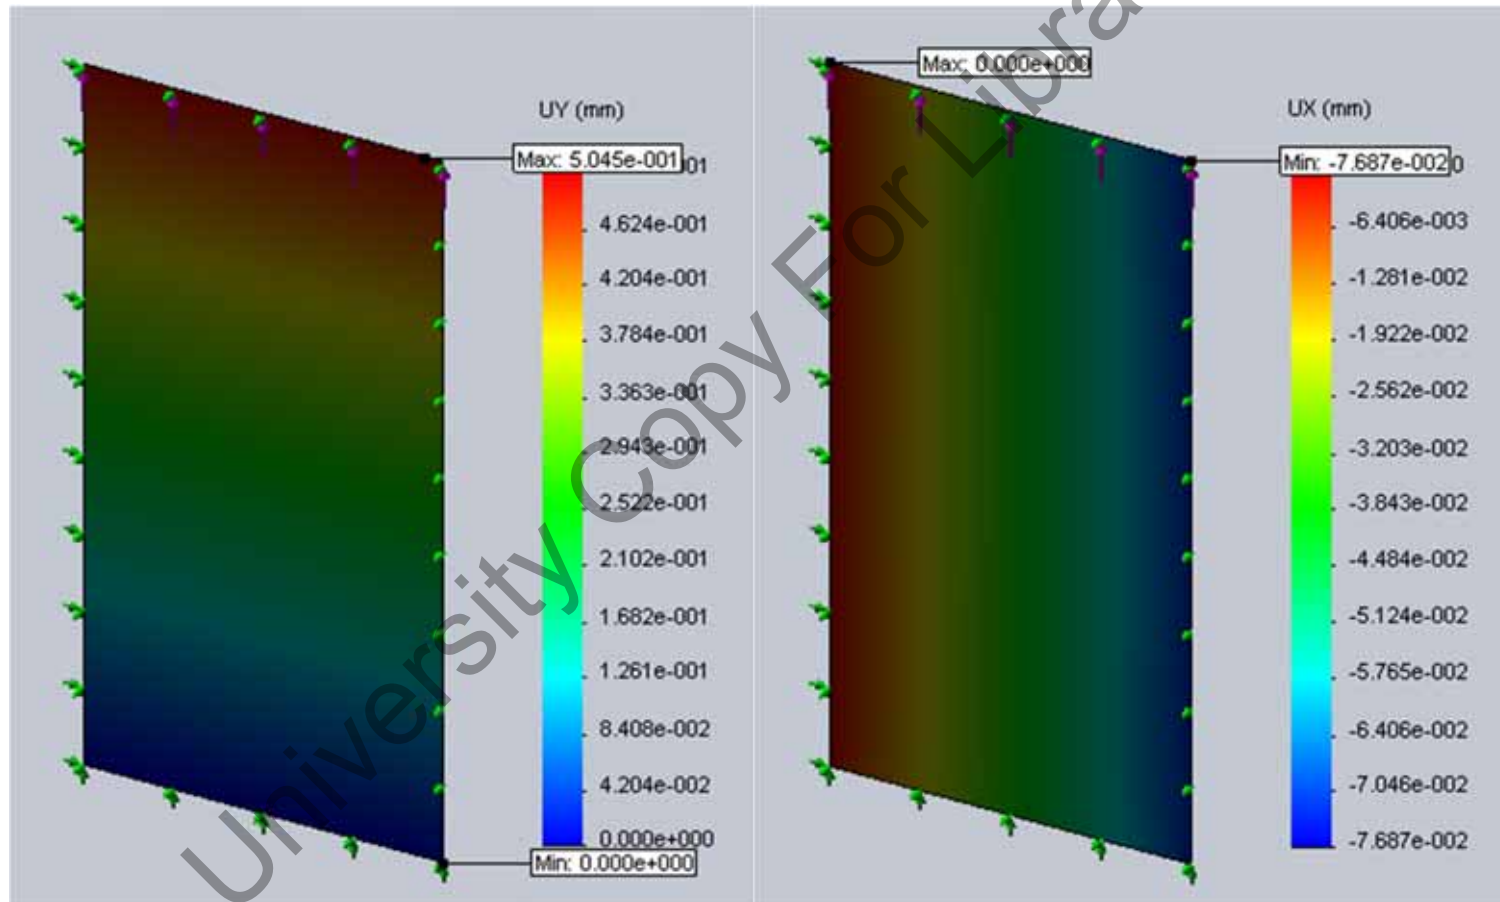 UY (mm)
Max: 5.045e-001
01
4.624e-001
4.204e-001
3.784e-001
3.363e-001
2.943e-001
2.522e-001
2.102e-001
1.682e-001
1.261e-001
8.408e-002
4.204e-002
0.000e+000
Min: 0.000e+000
Max: 0.000e+000
UX (mm)
Min: -7.687e-002
0
-6.406e-003
-1.281e-002
-1.922e-002
-2.562e-002
-3.203e-002
-3.843e-002
-4.484e-002
-5.124e-002
-5.765e-002
-6.406e-002
-7.046e-002
-7.687e-002
University Copy For Libra